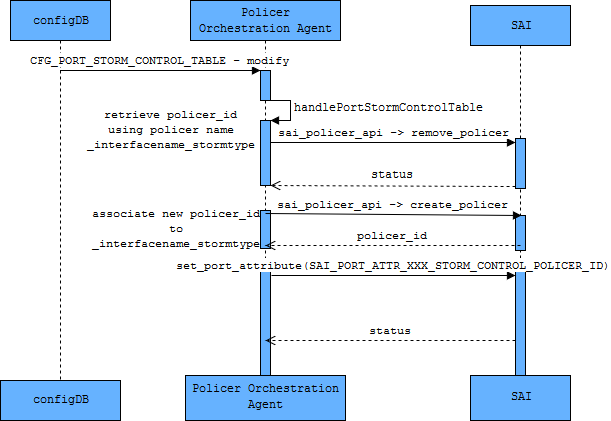 configDB
Policer
Orchestration Agent
SAI
CFG_PORT_STORM_CONTROL_TABLE - modify
handlePortStormControlTable
retrieve policer_id
using policer name
_interfacename_stormtype
sai_policer_api -> remove_policer
status
sai_policer_api -> create_policer
associate new policer_id
to
_interfacename_stormtype
policer_id
set_port_attribute(SAI_PORT_ATTR_XXX_STORM_CONTROL_POLICER_ID)
status
configDB
Policer Orchestration
Agent
SAI